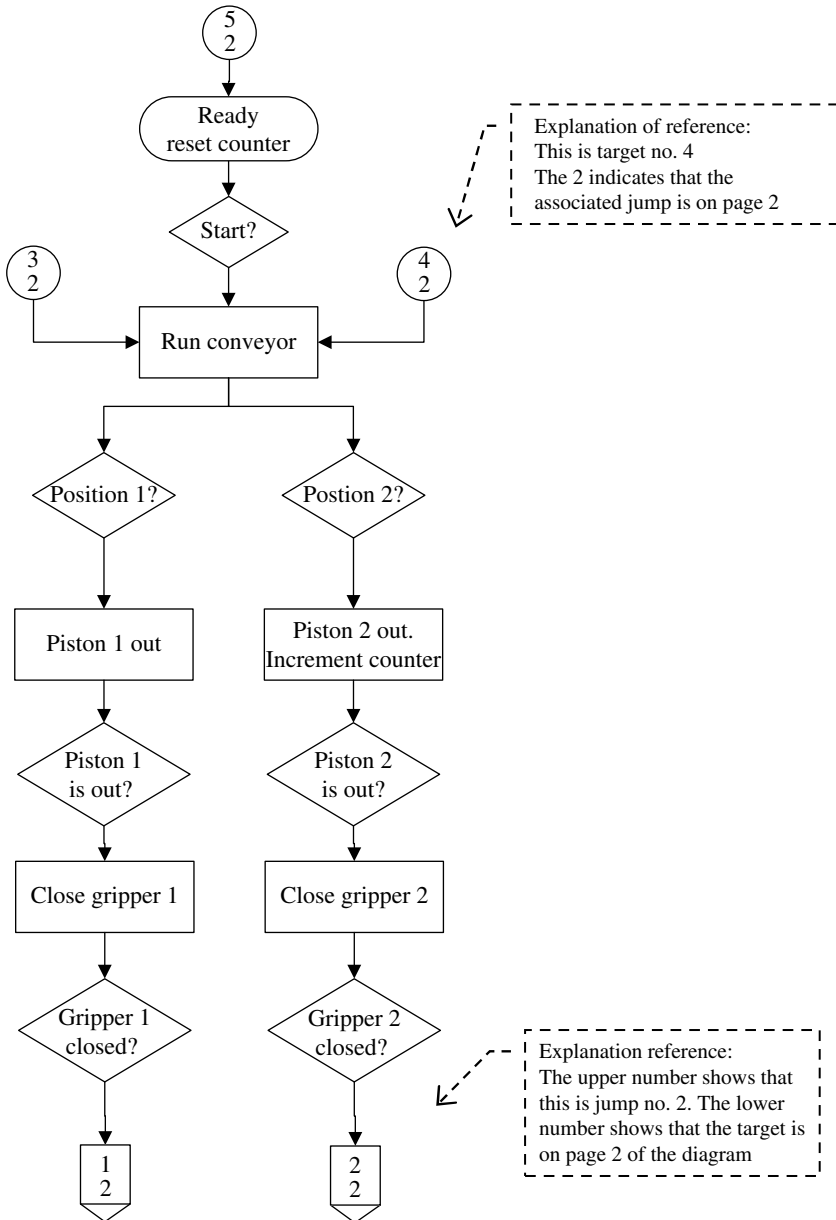 5
2
Ready
reset counter
Explanation of reference:
This is target no. 4
The 2 indicates that the
associated jump is on page 2
Start?
3
2
4
2
Run conveyor
Position 1?
Postion 2?
Piston 1 out
Piston 2 out.
Increment counter
Piston 1
is out?
Piston 2
is out?
Close gripper 1
Close gripper 2
Gripper 1
closed?
Gripper 2
closed?
Explanation reference:
The upper number shows that
this is jump no. 2. The lower
number shows that the target is
on page 2 of the diagram
1
2
2
2